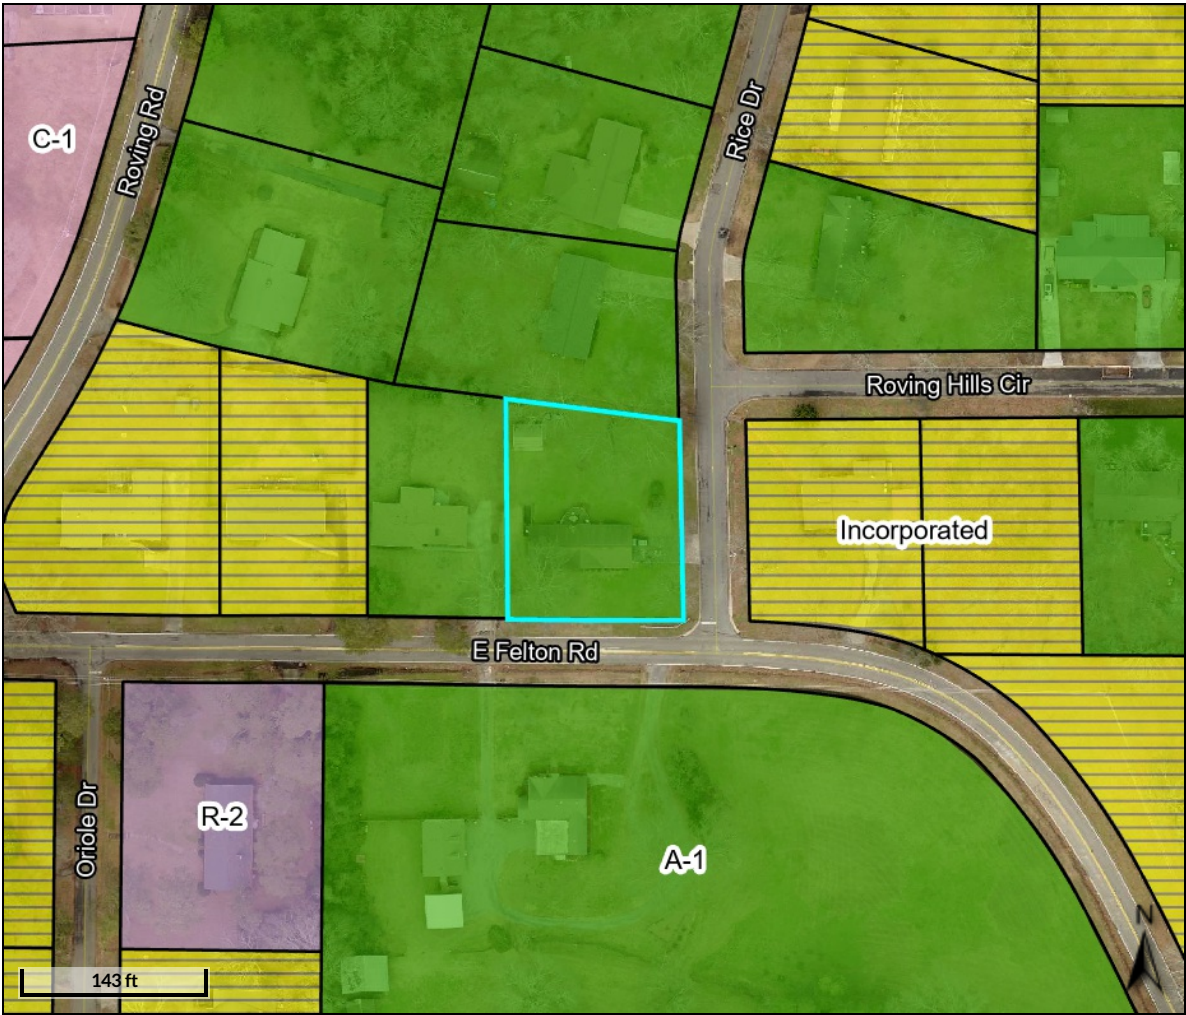 C-1
Roving Rd
Rice Dr
Roving Hills Cir
Incorporated
E Felton Rd
Oriole Dr
R-2
A-1
N
143 ft